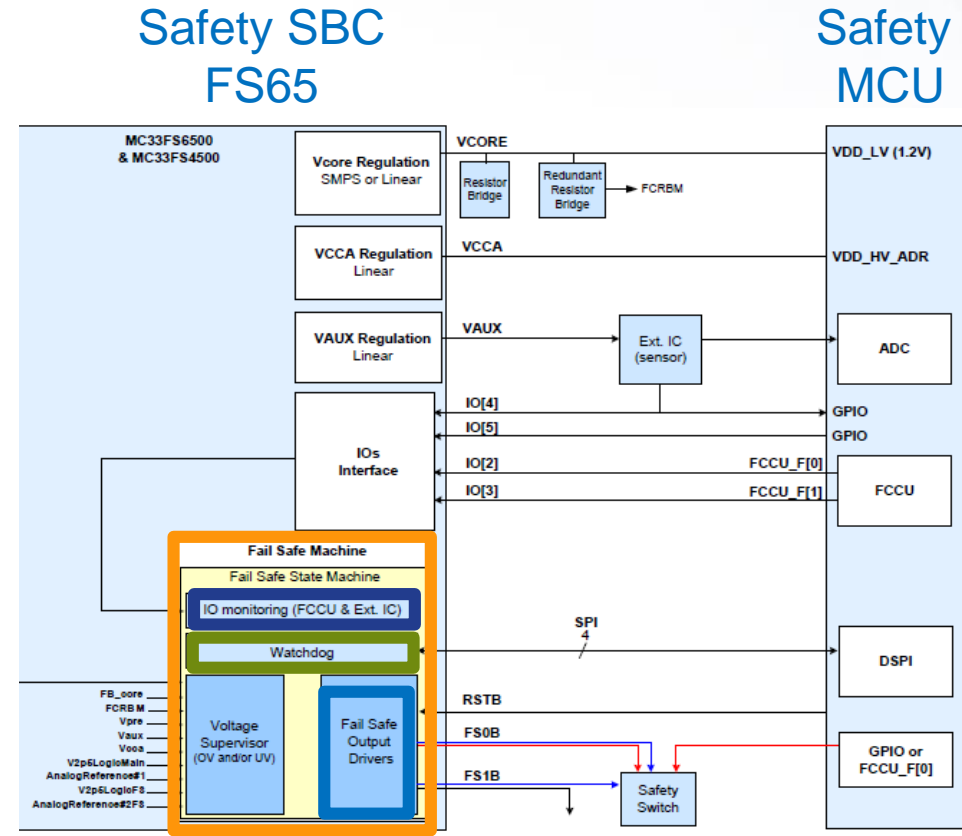 Safety SBC
FS65
Safety
MCU
MC33FS6500
& MC33FS4500
Vcore Regulation
SMPS or Linear
VCORE
Resistor
Bridge
Redundant
Resistor
Bridge
FCRBM
VDD_LV (1.2V)
VCCA Regulation
Linear
VCCA
VDD_HV_ADR
VAUX Regulation
Linear
VAUX
Ext. IC
(sensor)
ADC
IOs
Interface
IO[4]
GPIO
IO[5]
GPIO
IO[2]
FCCU_F[0]
IO[3]
FCCU_F[1]
FCCU
Fail Safe Machine
Fail Safe State Machine
IO monitoring (FCCU & Ext. IC)
Watchdog
SPI
4
DSPI
FB_core
FCRBM
Vpre
Vaux
Vcca
V2p5LogicMain
AnalogReference#1
V2p5LogicFS
AnalogReference#2FS
Voltage
Supervisor
(OV and/or UV)
Fail Safe
Output
Drivers
RSTB
FS0B
FS1B
Safety
Switch
GPIO or
FCCU_F[0]